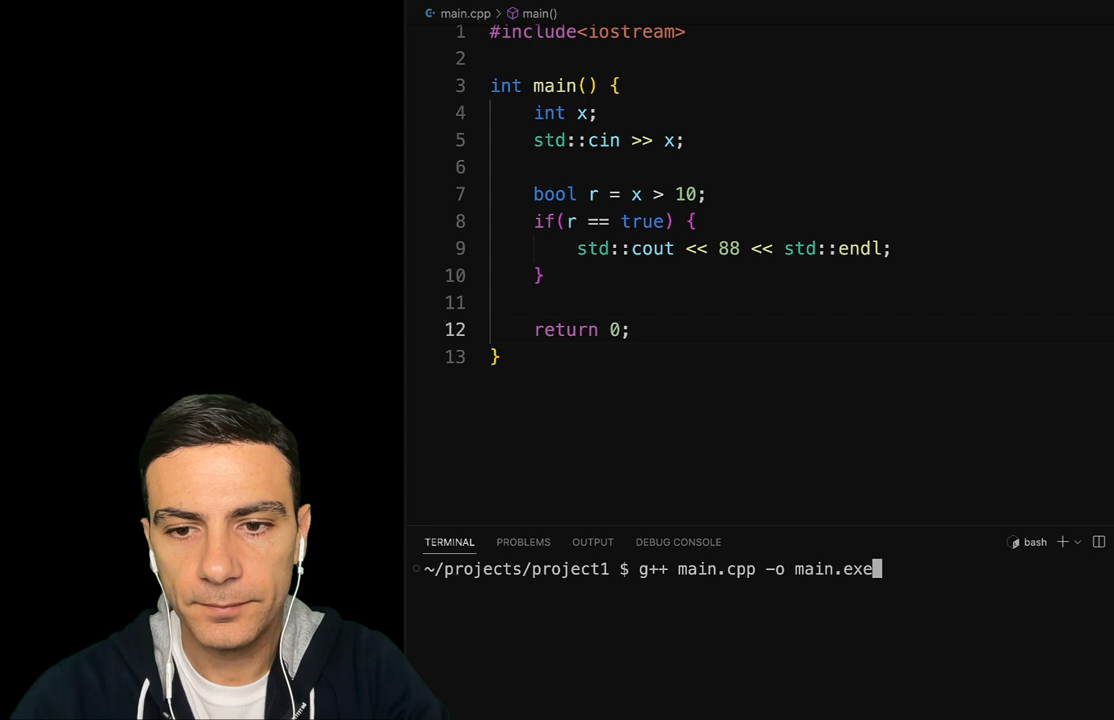 main.cpp > main()
1 #include<iostream>
2
3 int main() {
4 int x;
5 std::cin >> x;
6
7 bool r = x > 10;
8 if(r == true) {
9 std::cout << 88 << std::endl;
10 }
11
12 return 0;
13 }
TERMINAL PROBLEMS OUTPUT DEBUG CONSOLE bash
~/projects/project1 $ g++ main.cpp -o main.exe